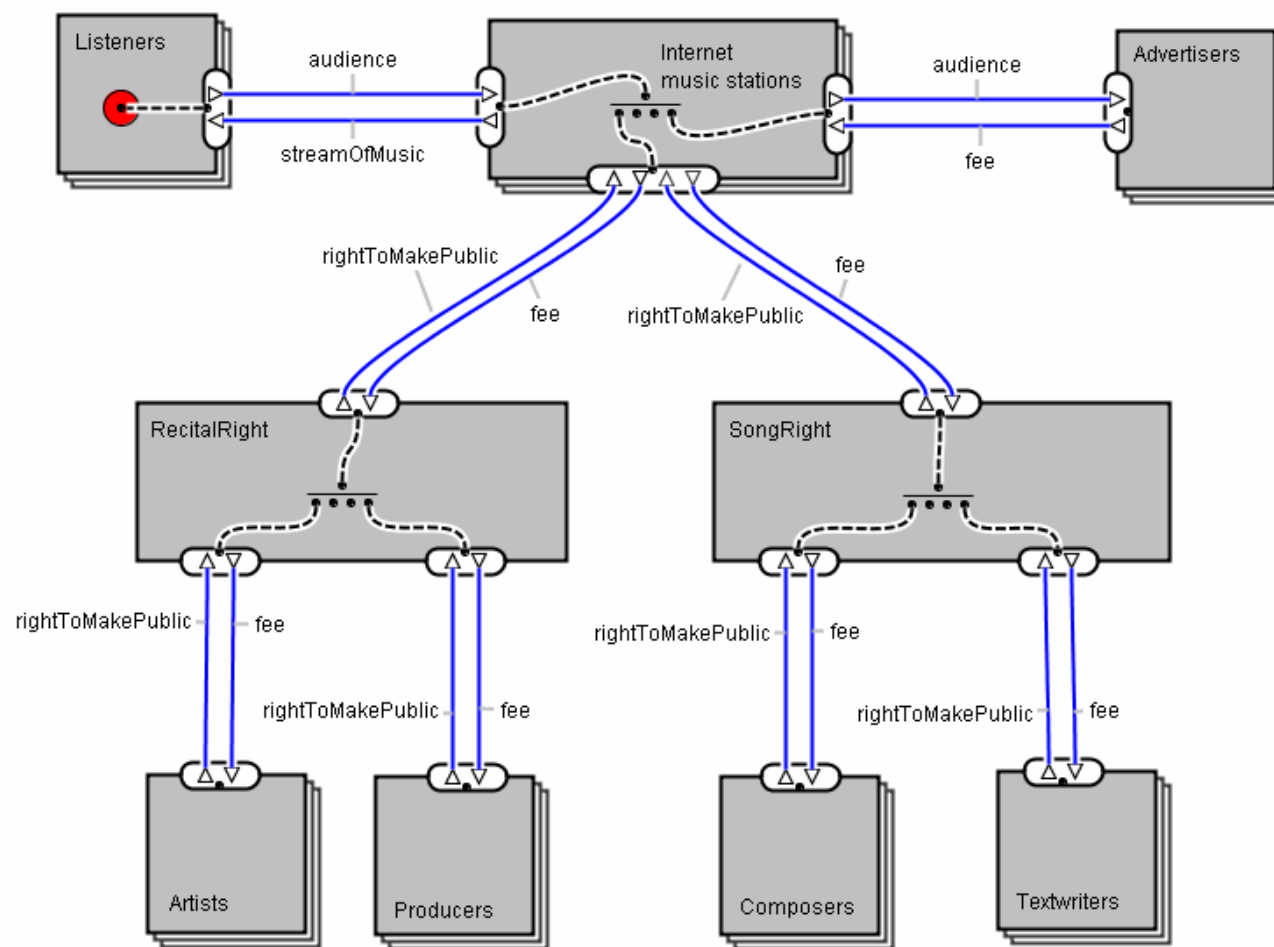 Listeners
audience
streamOfMusic
Internet
music stations
audience
fee
Advertisers
rightToMakePublic
fee
rightToMakePublic
fee
RecitalRight
SongRight
rightToMakePublic
fee
rightToMakePublic
fee
rightToMakePublic
fee
rightToMakePublic
fee
Artists
Producers
Composers
Textwriters